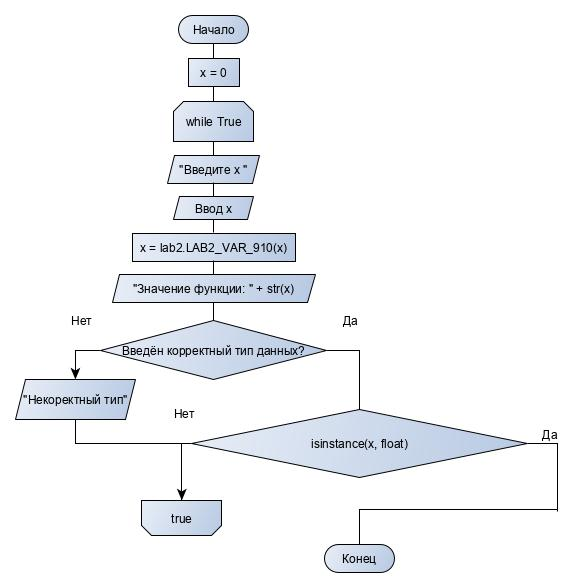 Начало
x = 0
while True
"Введите x "
Ввод x
x = lab2.LAB2_VAR_910(x)
"Значение функции: " + str(x)
Нет
Да
Введён корректный тип данных?
"Некоректный тип"
Нет
isinstance(x, float)
Да
true
Конец